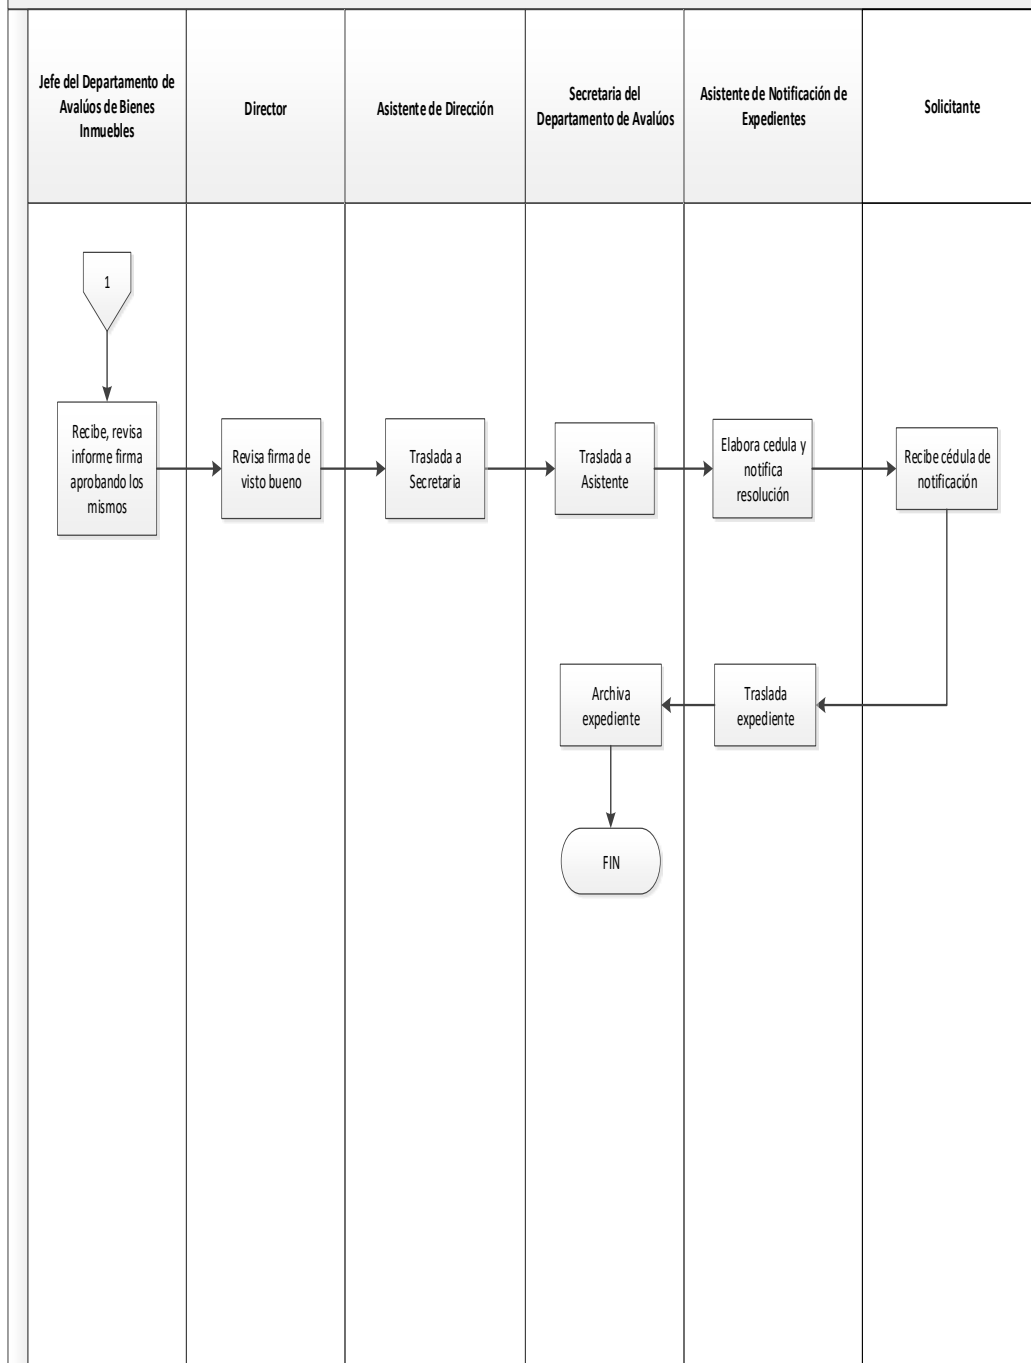 Jefe del Departamento de
Avalúos de Bienes
Inmuebles
Director
Asistente de Dirección
Secretaria del
Departamento de Avalúos
Asistente de Notificación de
Expedientes
Solicitante
1
Recibe, revisa
informe firma
aprobando los
mismos
Revisa firma de
visto bueno
Traslada a
Secretaria
Traslada a
Asistente
Elabora cedula y
notifica
resolución
Recibe cédula de
notificación
Archiva
expediente
Traslada
expediente
FIN